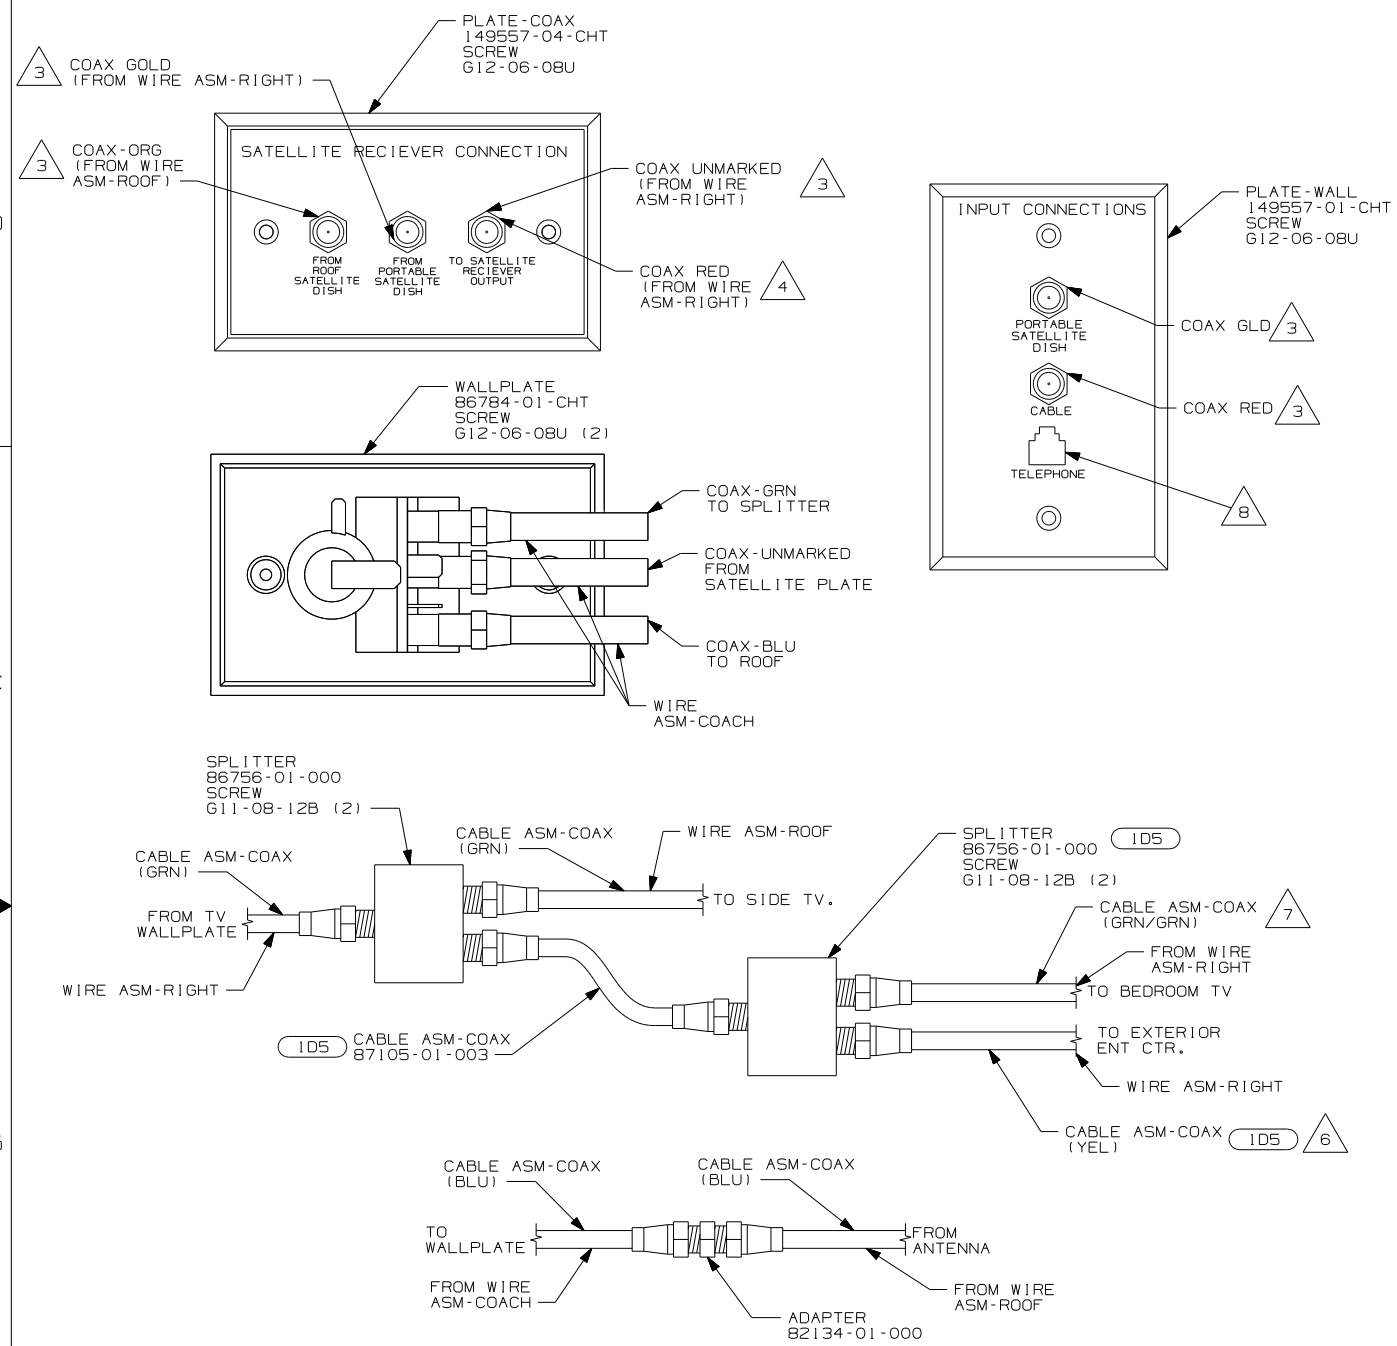 PLATE-COAX
149557-04-CHT
SCREW
G12-06-08U
3
COAX GOLD
(FROM WIRE ASM-RIGHT)
3
COAX-ORG
(FROM WIRE
ASM-ROOF)
SATELLITE RECIEVER CONNECTION
FROM
ROOF
SATELLITE
DISH
FROM
PORTABLE
SATELLITE
DISH
TO SATELLITE
RECIEVER
OUTPUT
COAX UNMARKED
(FROM WIRE
ASM-RIGHT)
3
COAX RED
(FROM WIRE
ASM-RIGHT)
4
INPUT CONNECTIONS
PORTABLE
SATELLITE
DISH
CABLE
TELEPHONE
PLATE-WALL
149557-01-CHT
SCREW
G12-06-08U
COAX GLD
3
COAX RED
3
8
WALLPLATE
86784-01-CHT
SCREW
G12-06-08U (2)
COAX-GRN
TO SPLITTER
COAX-UNMARKED
FROM
SATELLITE PLATE
COAX-BLU
TO ROOF
WIRE
ASM-COACH
SPLITTER
86756-01-000
SCREW
G11-08-12B (2)
CABLE ASM-COAX
(GRN)
FROM TV
WALLPLATE
WIRE ASM-RIGHT
CABLE ASM-COAX
(GRN)
WIRE ASM-ROOF
TO SIDE TV.
1D5
CABLE ASM-COAX
87105-01-003
SPLITTER
86756-01-000
SCREW
G11-08-12B (2)
1D5
CABLE ASM-COAX
(GRN/GRN)
7
FROM WIRE
ASM-RIGHT
TO BEDROOM TV
TO EXTERIOR
ENT CTR.
WIRE ASM-RIGHT
CABLE ASM-COAX
(YEL)
1D5
6
CABLE ASM-COAX
(BLU)
CABLE ASM-COAX
(BLU)
TO
WALLPLATE
FROM
ANTENNA
FROM WIRE
ASM-COACH
FROM WIRE
ASM-ROOF
ADAPTER
82134-01-000